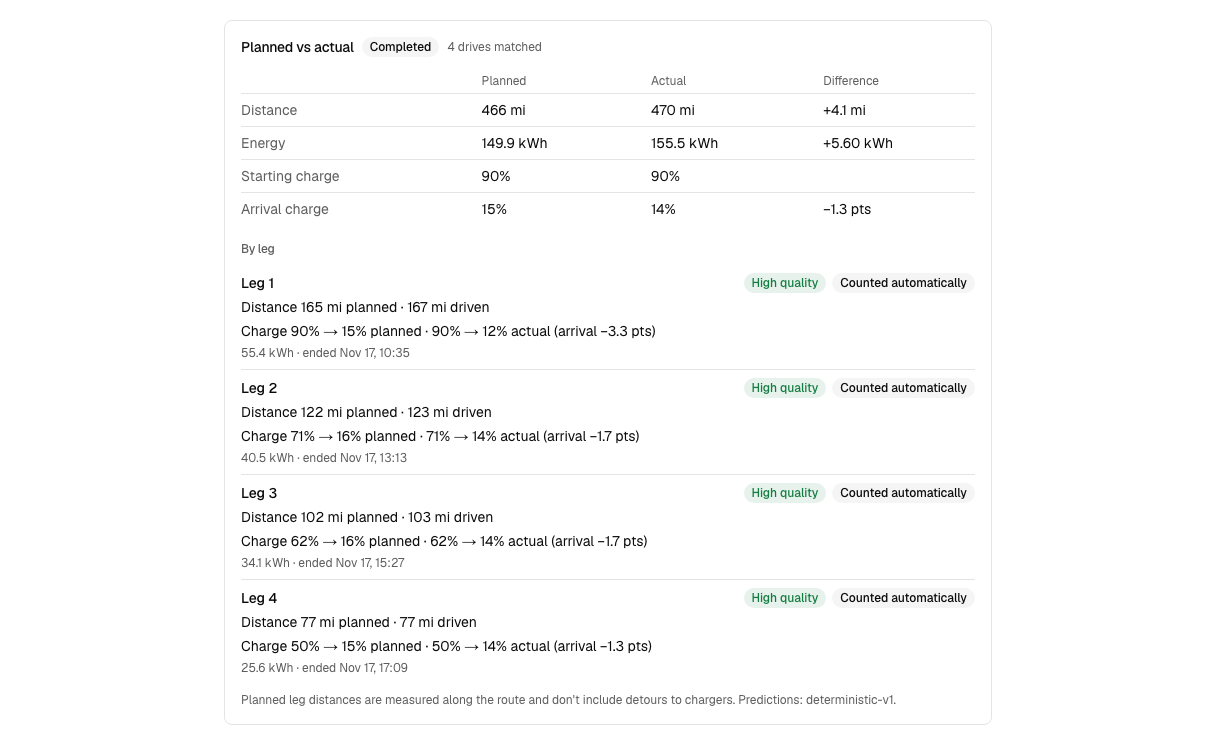 Planned vs actual Completed 4 drives matched
Planned Actual Difference
Distance 466 mi 470 mi +4.1 mi
Energy 149.9 kWh 155.5 kWh +5.60 kWh
Starting charge 90% 90%
Arrival charge 15% 14% −1.3 pts
By leg
Leg 1 High quality Counted automatically
Distance 165 mi planned · 167 mi driven
Charge 90% → 15% planned · 90% → 12% actual (arrival −3.3 pts)
55.4 kWh · ended Nov 17, 10:35
Leg 2 High quality Counted automatically
Distance 122 mi planned · 123 mi driven
Charge 71% → 16% planned · 71% → 14% actual (arrival −1.7 pts)
40.5 kWh · ended Nov 17, 13:13
Leg 3 High quality Counted automatically
Distance 102 mi planned · 103 mi driven
Charge 62% → 16% planned · 62% → 14% actual (arrival −1.7 pts)
34.1 kWh · ended Nov 17, 15:27
Leg 4 High quality Counted automatically
Distance 77 mi planned · 77 mi driven
Charge 50% → 15% planned · 50% → 14% actual (arrival −1.3 pts)
25.6 kWh · ended Nov 17, 17:09
Planned leg distances are measured along the route and don't include detours to chargers. Predictions: deterministic-v1.